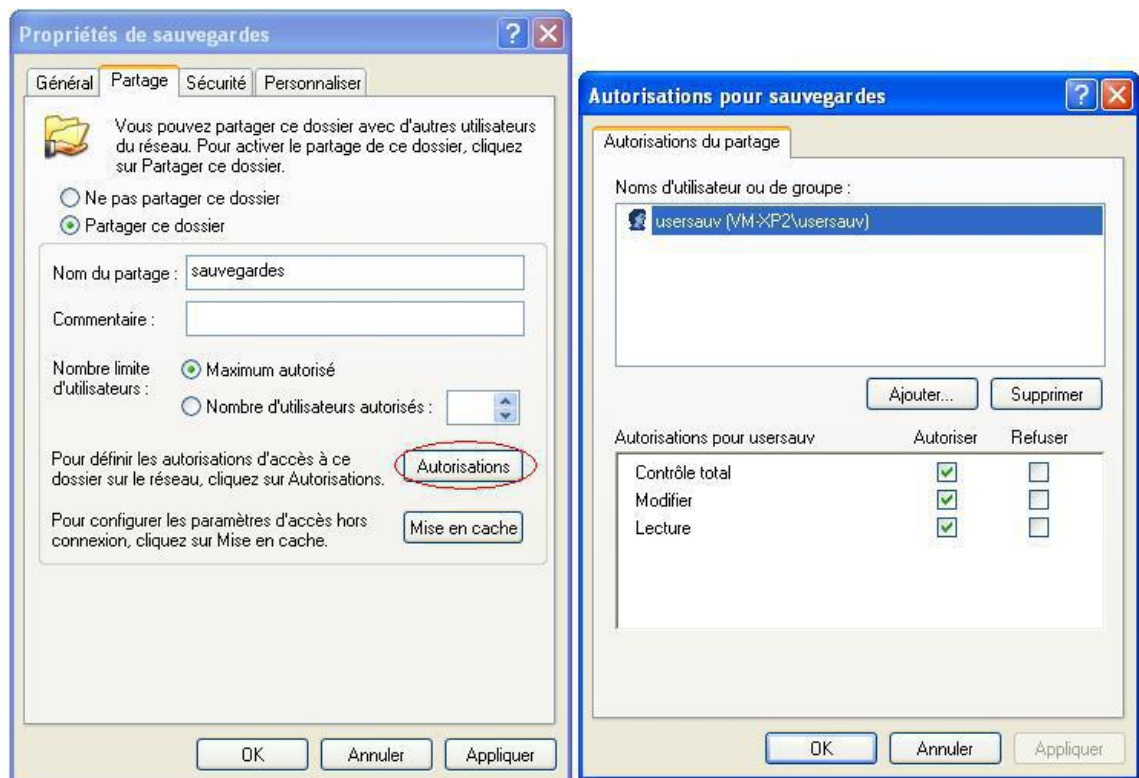 Propriétés de sauvegardes
Général
Partage
Sécurité
Personnaliser
Vous pouvez partager ce dossier avec d'autres utilisateurs
du réseau. Pour activer le partage de ce dossier, cliquez
sur Partager ce dossier.
Ne pas partager ce dossier
Partager ce dossier
Nom du partage :
sauvegardes
Commentaire :
Nombre limite
d'utilisateurs :
Maximum autorisé
Nombre d'utilisateurs autorisés :
Pour définir les autorisations d'accès à ce
dossier sur le réseau, cliquez sur Autorisations.
Autorisations
Pour configurer les paramètres d'accès hors
connexion, cliquez sur Mise en cache.
Mise en cache
OK
Annuler
Appliquer
Autorisations pour sauvegardes
Autorisations du partage
Noms d'utilisateur ou de groupe :
usersauv (VM-XP2\usersauv)
Ajouter...
Supprimer
Autorisations pour usersauv
Autoriser
Refuser
Contrôle total
Modifier
Lecture
OK
Annuler
Appliquer